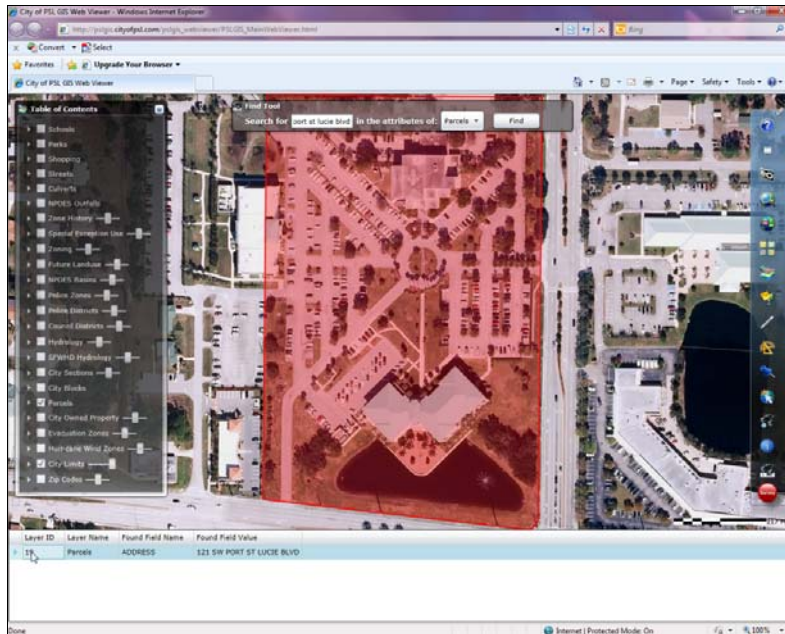 City of PSL GIS Web Viewer - Windows Internet Explorer
http://pslgis.cityofpsl.com/pslgis_webviewer/PSLGIS_MainWebViewer.html
Bing
x Convert Select
Favorites Upgrade Your Browser
City of PSL GIS Web Viewer
Page Safety Tools
Table of Contents
Find Tool
Search for port st lucie blvd in the attributes of: Parcels Find
Schools
Parks
Shopping
Streets
Culverts
NPDES Outfalls
Zone History
Special Exception Use
Zoning
Future Landuse
NPDES Basins
Police Zones
Police Districts
Council Districts
Hydrology
SFWMD Hydrology
City Sections
City Blocks
Parcels
City Owned Property
Evacuation Zones
Hurricane Wind Zones
City Limits
Zip Codes
Layer ID Layer Name Found Field Name Found Field Value
19 Parcels ADDRESS 121 SW PORT ST LUCIE BLVD
Done Internet | Protected Mode: On 100%